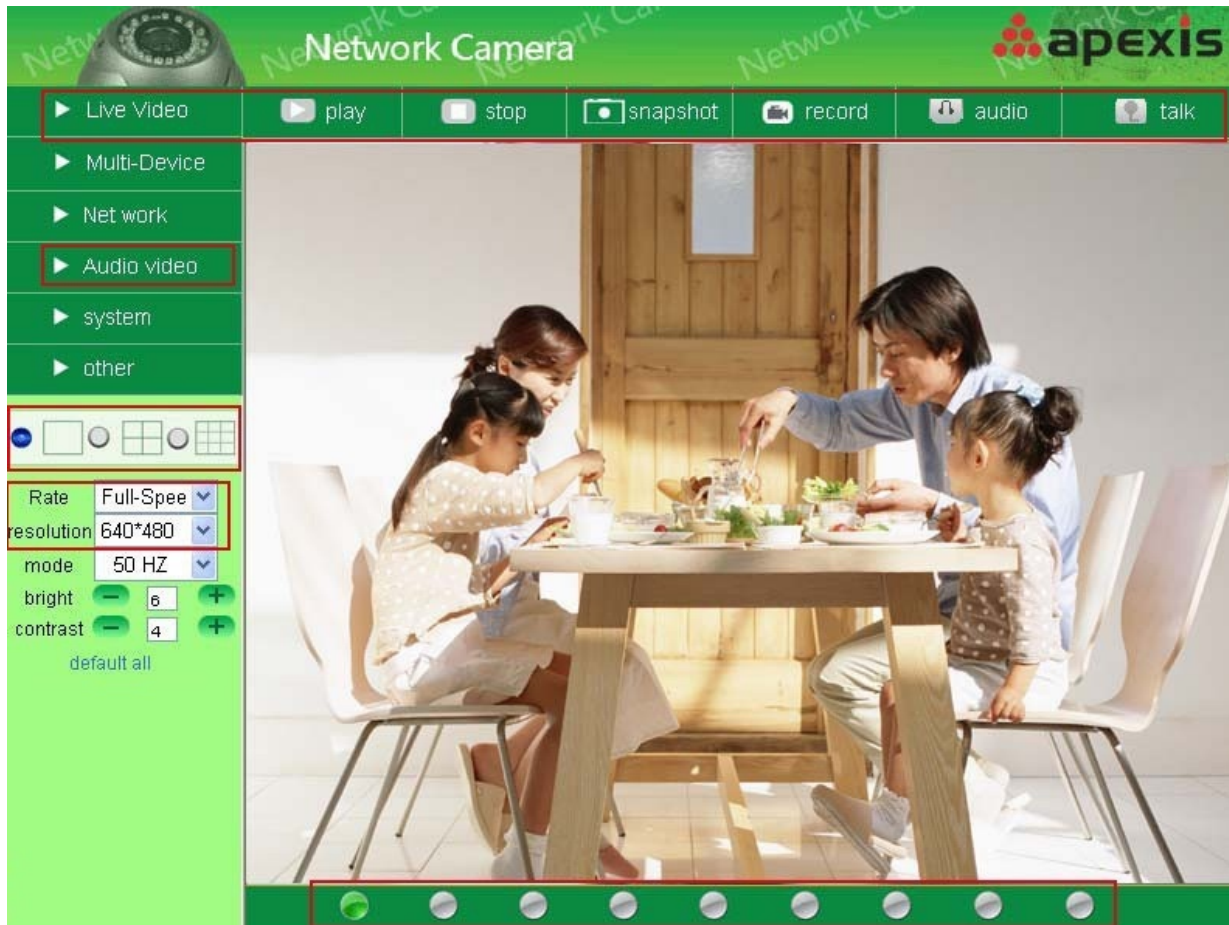 Network Camera
apexis
Live Video
play
stop
snapshot
record
audio
talk
Multi-Device
Net work
Audio video
system
other
Rate Full-Spee
resolution 640*480
mode 50 HZ
bright 6
contrast 4
default all